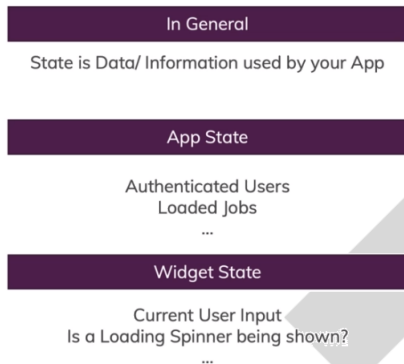 In General
State is Data/ Information used by your App
App State
Authenticated Users
Loaded Jobs
...
Widget State
Current User Input
Is a Loading Spinner being shown?
...